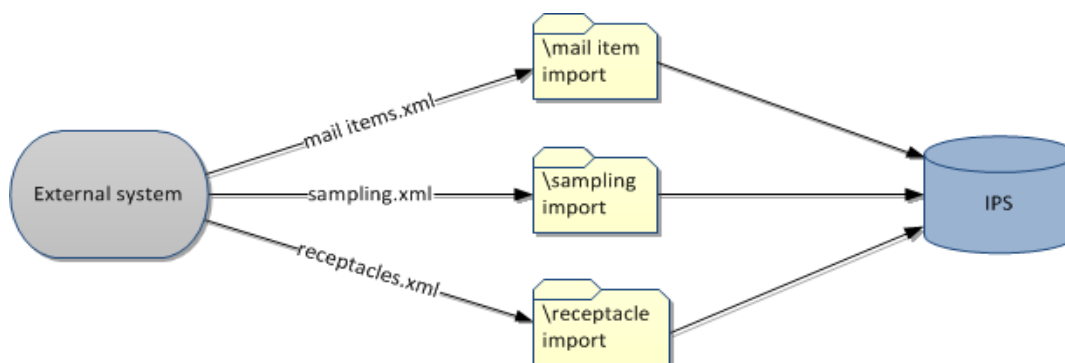 \mail item
import
mail items.xml
External system
sampling.xml
\sampling
import
IPS
receptacles.xml
\receptacle
import